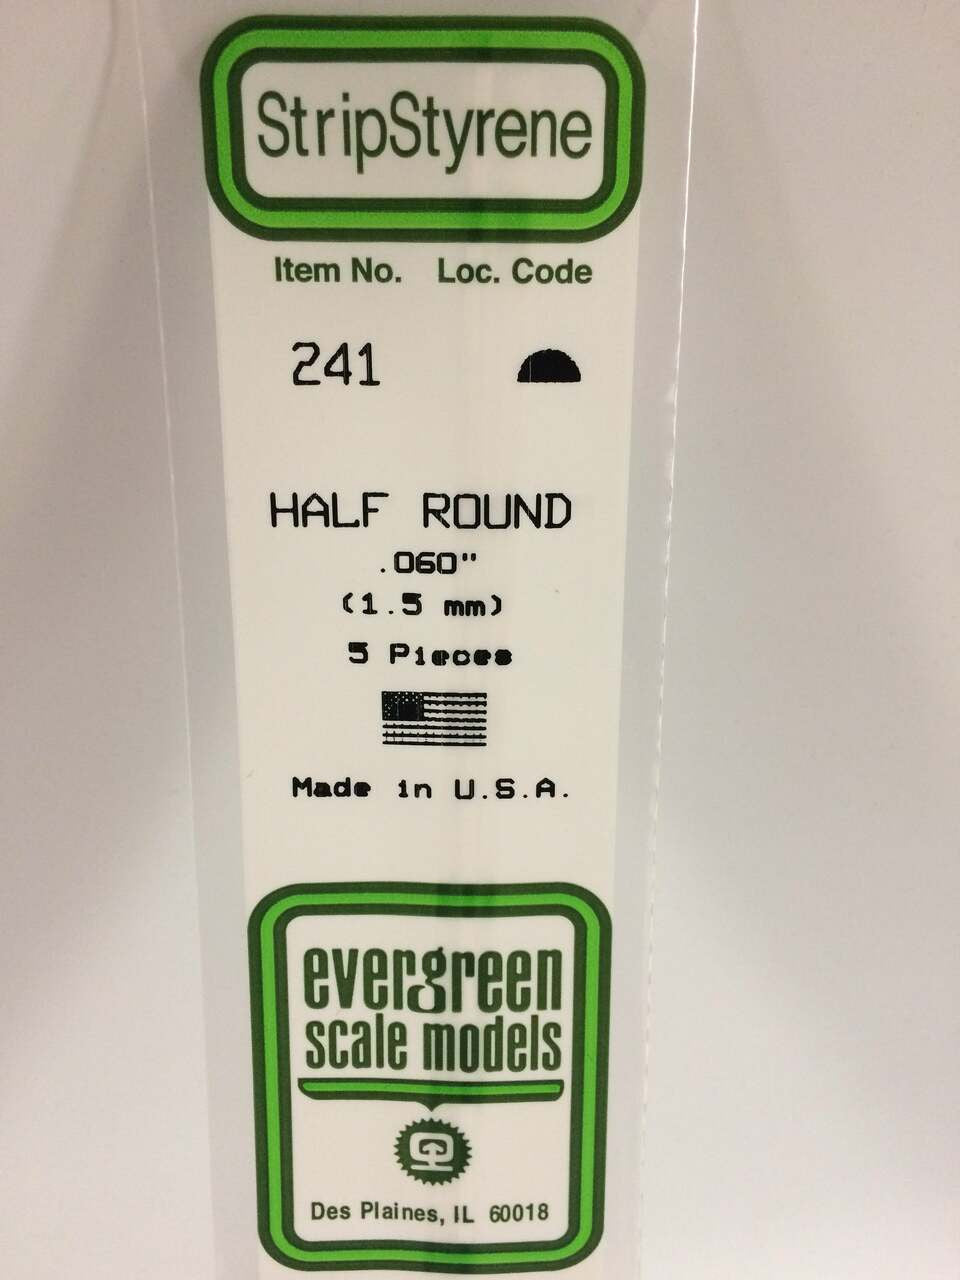 StripStyrene
Item No. Loc. Code
241
HALF ROUND
.060"
(1.5 mm)
5 Pieces
Made in U.S.A.
evergreen
scale models
Des Plaines, IL 60018